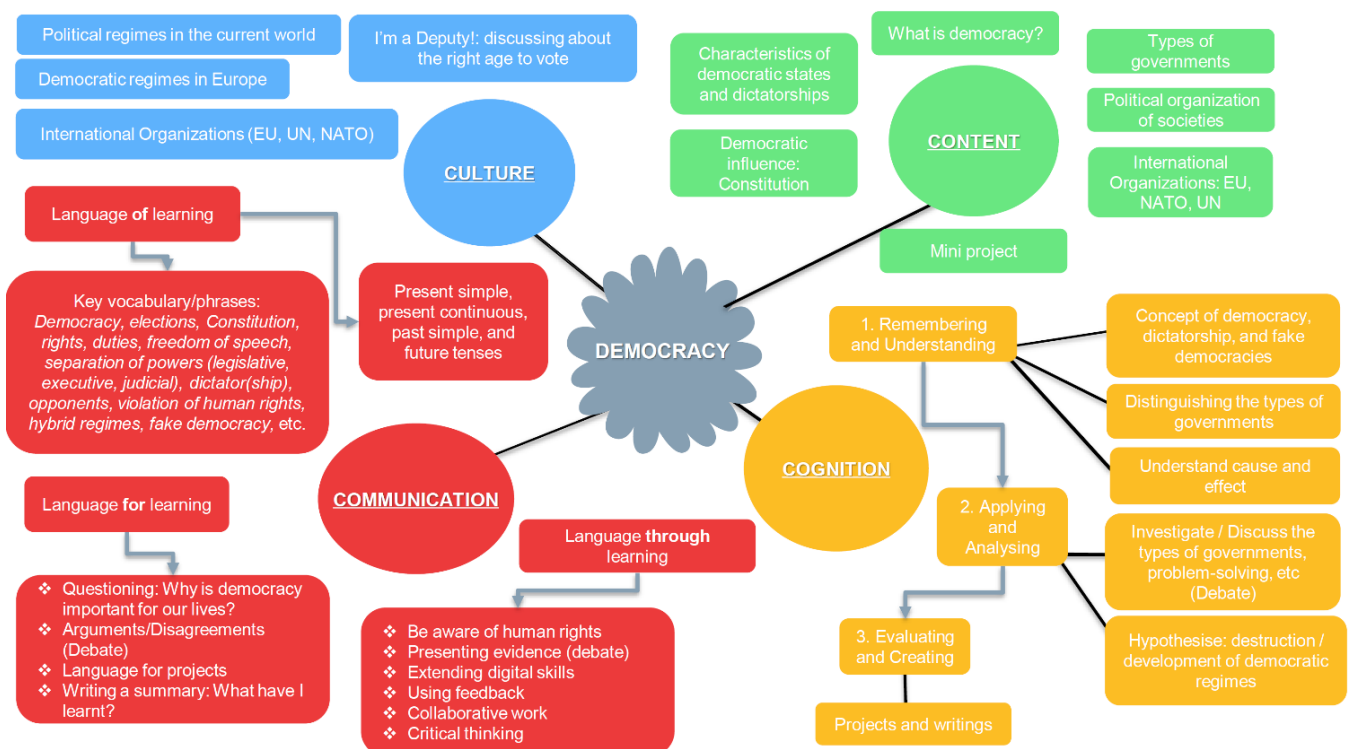 Political regimes in the current world
Democratic regimes in Europe
International Organizations (EU, UN, NATO)
I'm a Deputy!: discussing about
the right age to vote
CULTURE
What is democracy?
Characteristics of
democratic states
and dictatorships
Democratic
influence:
Constitution
CONTENT
Types of
governments
Political organization
of societies
International
Organizations: EU,
NATO, UN
Mini project
DEMOCRACY
Language of learning
Key vocabulary/phrases:
Democracy, elections, Constitution,
rights, duties, freedom of speech,
separation of powers (legislative,
executive, judicial), dictator(ship),
opponents, violation of human rights,
hybrid regimes, fake democracy, etc.
Present simple,
present continuous,
past simple, and
future tenses
COMMUNICATION
Language for learning
❖ Questioning: Why is democracy
important for our lives?
❖ Arguments/Disagreements
(Debate)
❖ Language for projects
❖ Writing a summary: What have I
learnt?
Language through
learning
❖ Be aware of human rights
❖ Presenting evidence (debate)
❖ Extending digital skills
❖ Using feedback
❖ Collaborative work
❖ Critical thinking
COGNITION
1. Remembering
and Understanding
Concept of democracy,
dictatorship, and fake
democracies
Distinguishing the types of
governments
Understand cause and
effect
2. Applying
and
Analysing
Investigate / Discuss the
types of governments,
problem-solving, etc
(Debate)
Hypothesise: destruction /
development of democratic
regimes
3. Evaluating
and Creating
Projects and writings